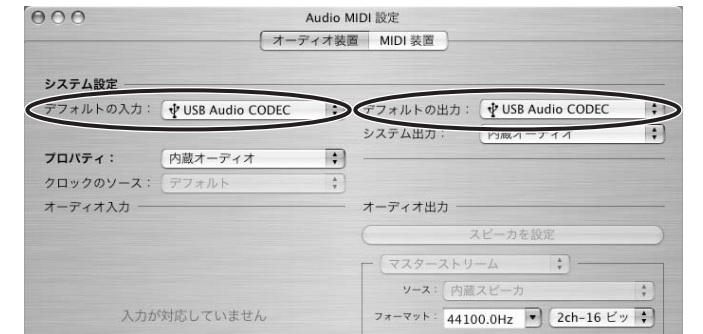 Audio MIDI 設定
オーディオ装置 MIDI 装置
システム設定
デフォルトの入力： USB Audio CODEC
デフォルトの出力： USB Audio CODEC
システム出力： 内蔵オーディオ
プロパティ： 内蔵オーディオ
クロックのソース： デフォルト
オーディオ入力
オーディオ出力
スピーカを設定
マスターストリーム
ソース： 内蔵スピーカ
入力が対応していません
フォーマット： 44100.0Hz 2ch-16 ビッ